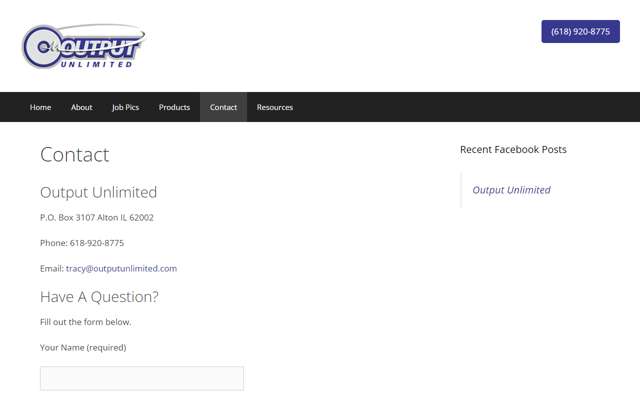 OUTPUT
UNLIMITED
(618) 920-8775
Home About Job Pics Products Contact Resources
Contact
Output Unlimited
P.O. Box 3107 Alton IL 62002
Phone: 618-920-8775
Email: tracy@outputunlimited.com
Have A Question?
Fill out the form below.
Your Name (required)
Recent Facebook Posts
Output Unlimited